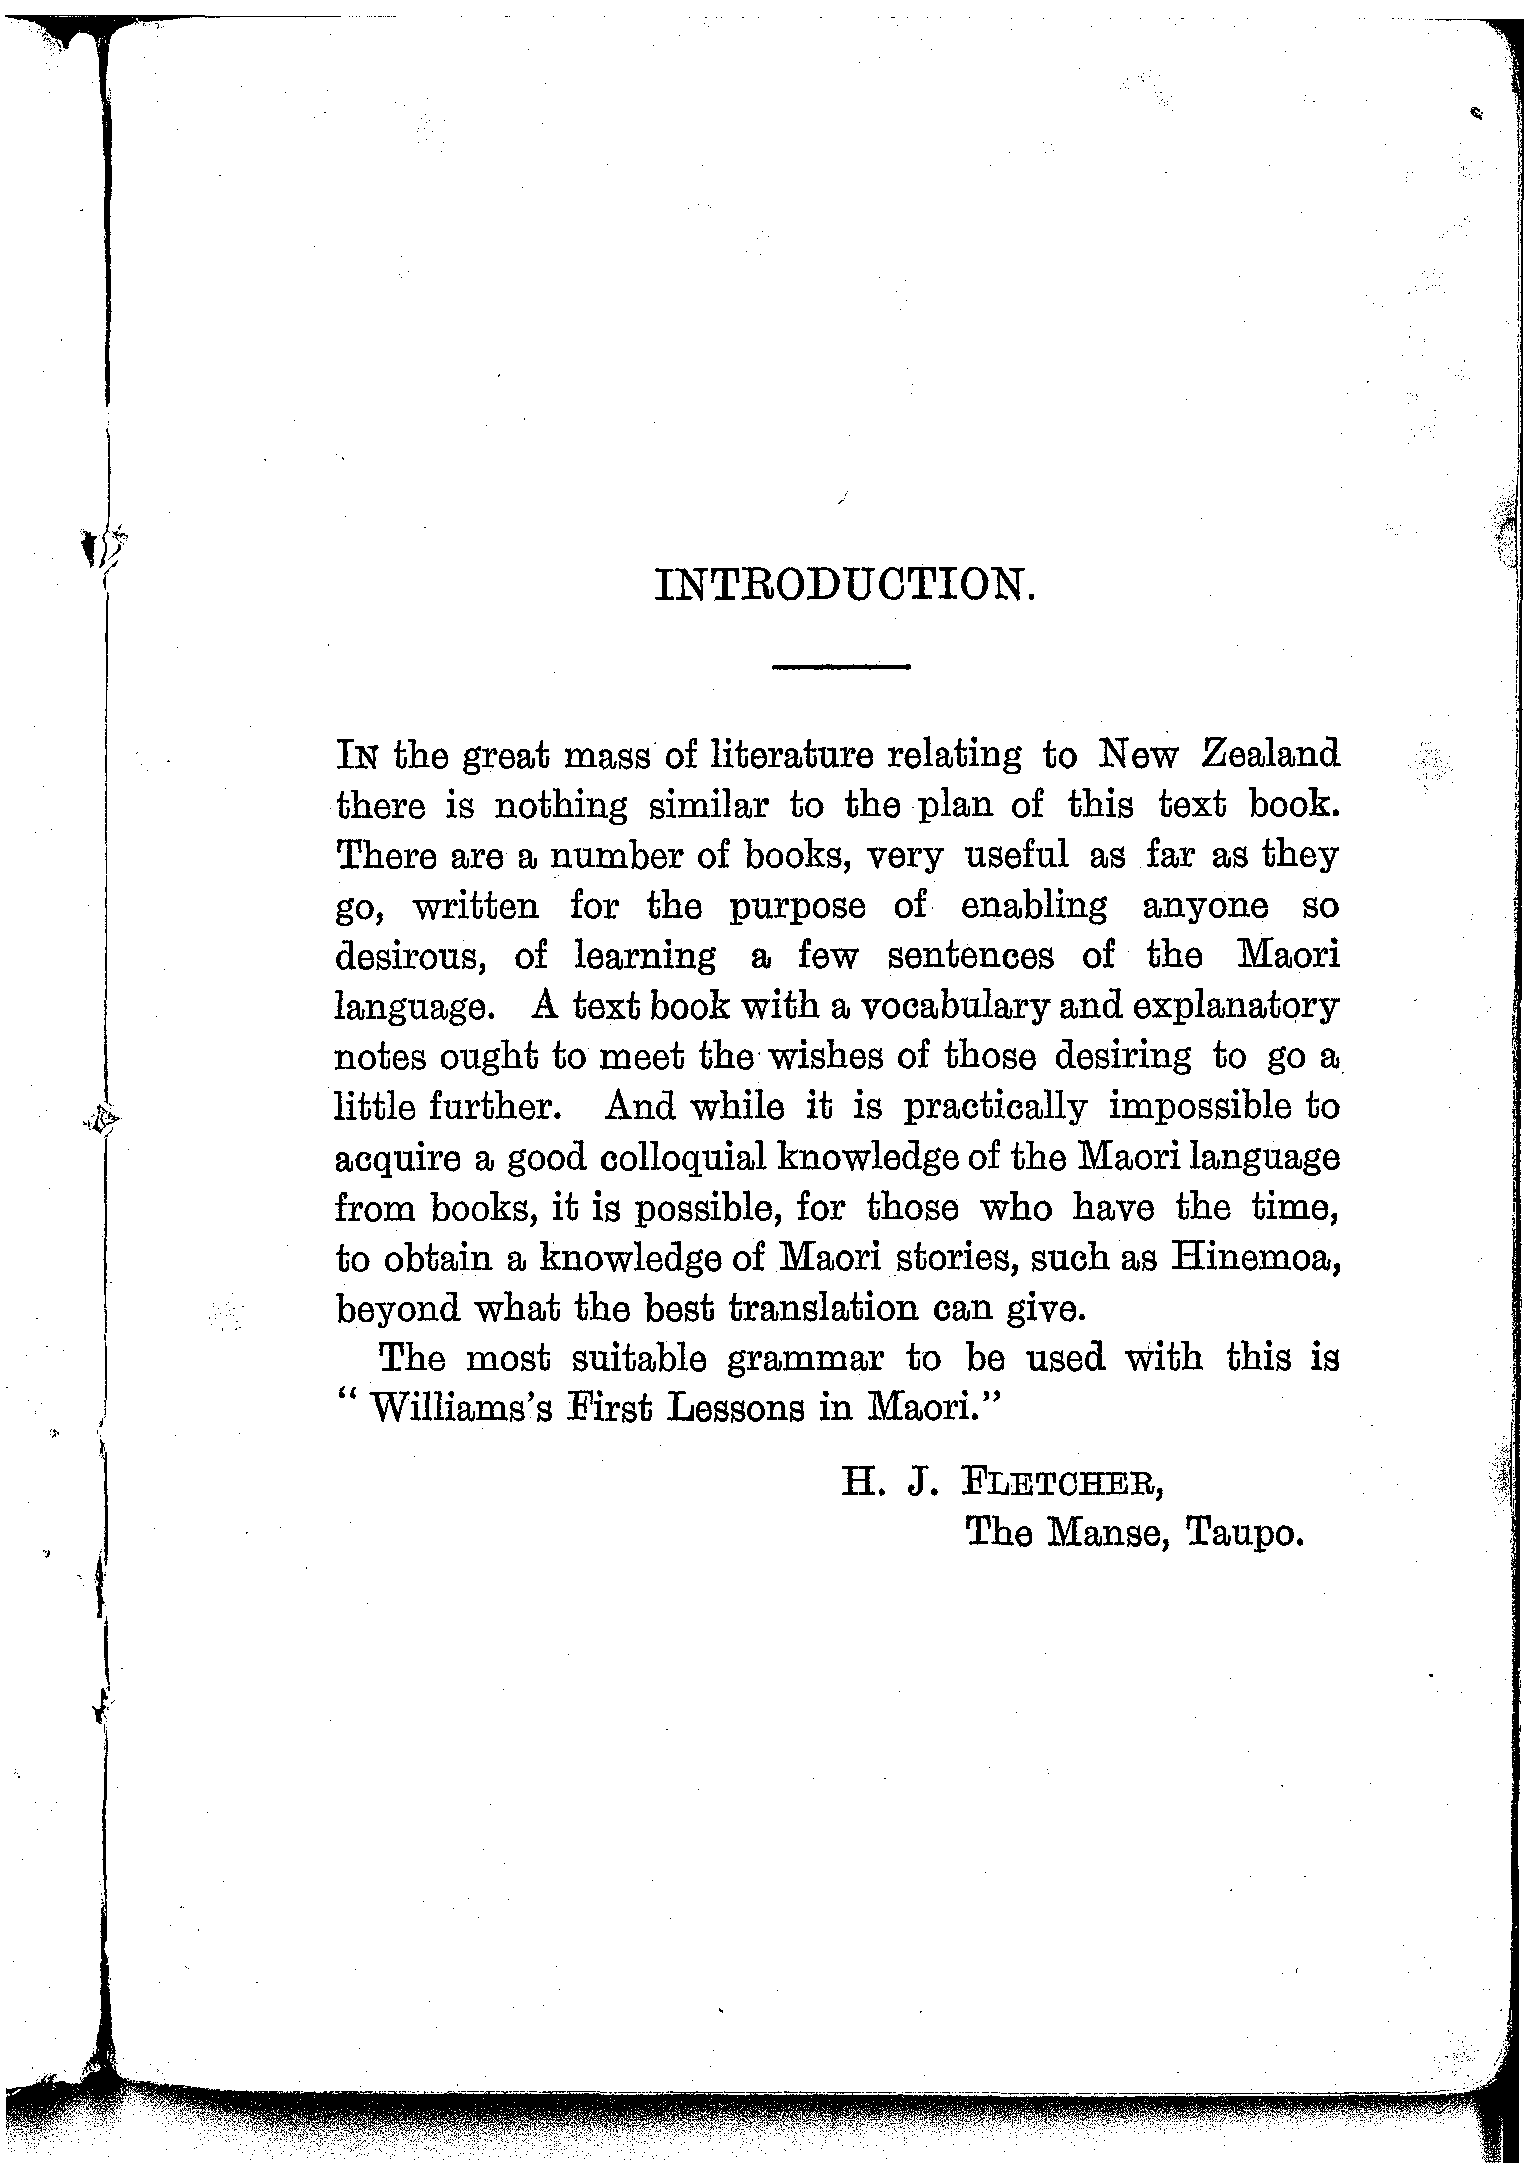 INTRODUCTION.
IN the great mass of literature relating to New Zealand
there is nothing similar to the plan of this text book.
There are a number of books, very useful as far as they
go, written for the purpose of enabling anyone so
desirous, of learning a few sentences of the Maori
language. A text book with a vocabulary and explanatory
notes ought to meet the wishes of those desiring to go a
little further. And while it is practically impossible to
acquire a good colloquial knowledge of the Maori language
from books, it is possible, for those who have the time,
to obtain a knowledge of Maori stories, such as Hinemoa,
beyond what the best translation can give.
The most suitable grammar to be used with this is
“ Williams's First Lessons in Maori.”
H. J. FLETCHER,
The Manse, Taupo.